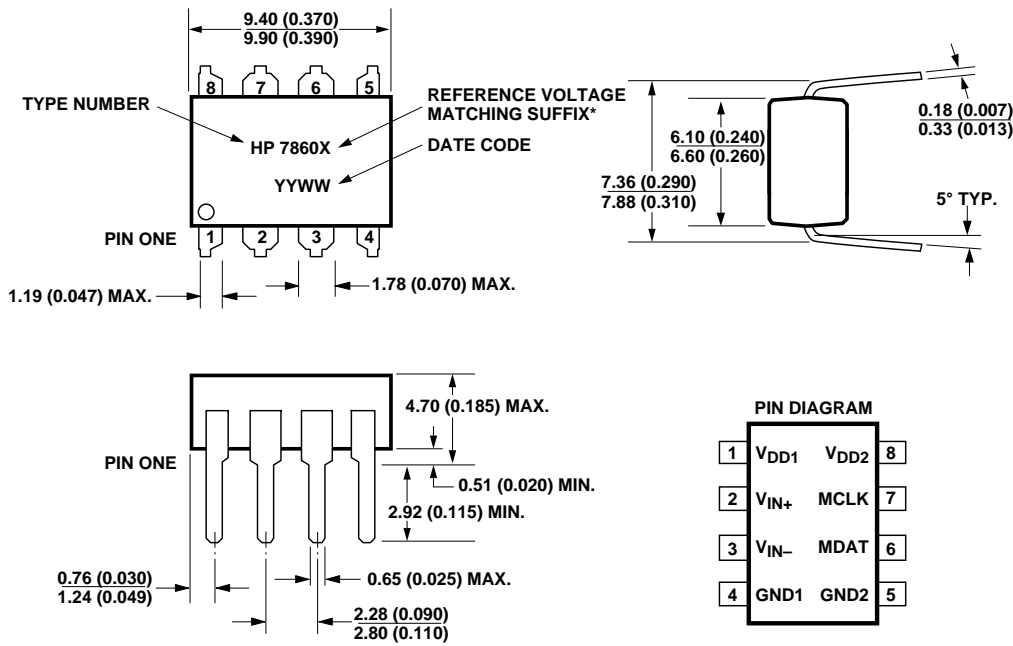 9.40 (0.370)
9.90 (0.390)
8 7 6 5
TYPE NUMBER
REFERENCE VOLTAGE
MATCHING SUFFIX*
HP 7860X
DATE CODE
YYWW
PIN ONE
1 2 3 4
1.19 (0.047) MAX.
1.78 (0.070) MAX.
0.18 (0.007)
0.33 (0.013)
6.10 (0.240)
6.60 (0.260)
7.36 (0.290)
7.88 (0.310)
5° TYP.
4.70 (0.185) MAX.
PIN ONE
0.51 (0.020) MIN.
2.92 (0.115) MIN.
0.76 (0.030)
1.24 (0.049)
0.65 (0.025) MAX.
2.28 (0.090)
2.80 (0.110)
PIN DIAGRAM
1 VDD1 VDD2 8
2 VIN+ MCLK 7
3 VIN– MDAT 6
4 GND1 GND2 5